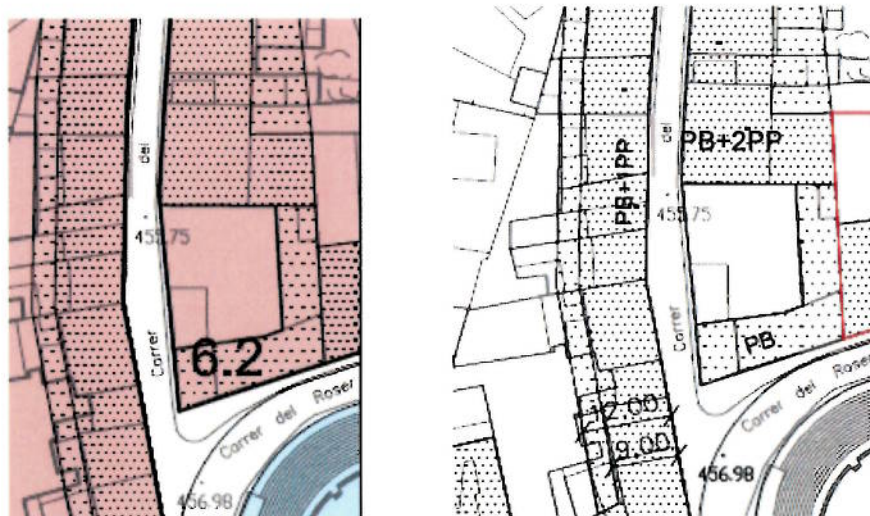 del
455.75
Correr
6.2
Carrer del Roser
456.98
PB+1PP
del
PB+2PP
455.75
Carrer
PB
Carrer del Roser
12.00
9.00
456.98